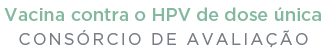 Vacina contra o HPV de dose única
CONSÓRCIO DE AVALIAÇÃO